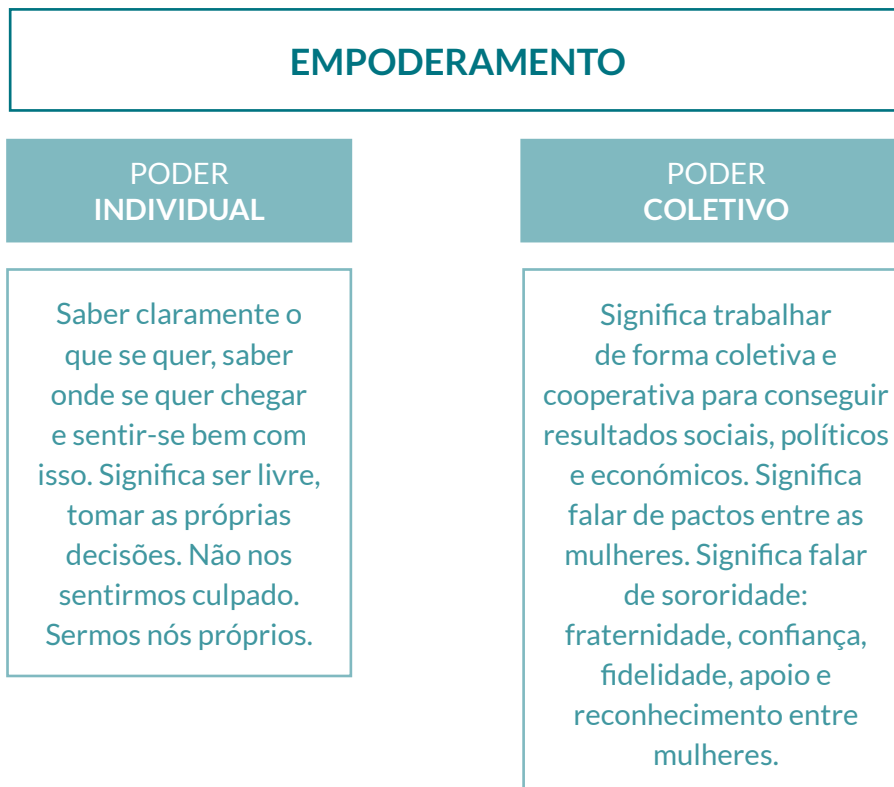 EMPODERAMENTO
PODER
INDIVIDUAL
Saber claramente o
que se quer, saber
onde se quer chegar
e sentir-se bem com
isso. Significa ser livre,
tomar as próprias
decisões. Não nos
sentirmos culpado.
Sermos nós próprios.
PODER
COLETIVO
Significa trabalhar
de forma coletiva e
cooperativa para conseguir
resultados sociais, políticos
e económicos. Significa
falar de pactos entre as
mulheres. Significa falar
de sororidade:
fraternidade, confiança,
fidelidade, apoio e
reconhecimento entre
mulheres.